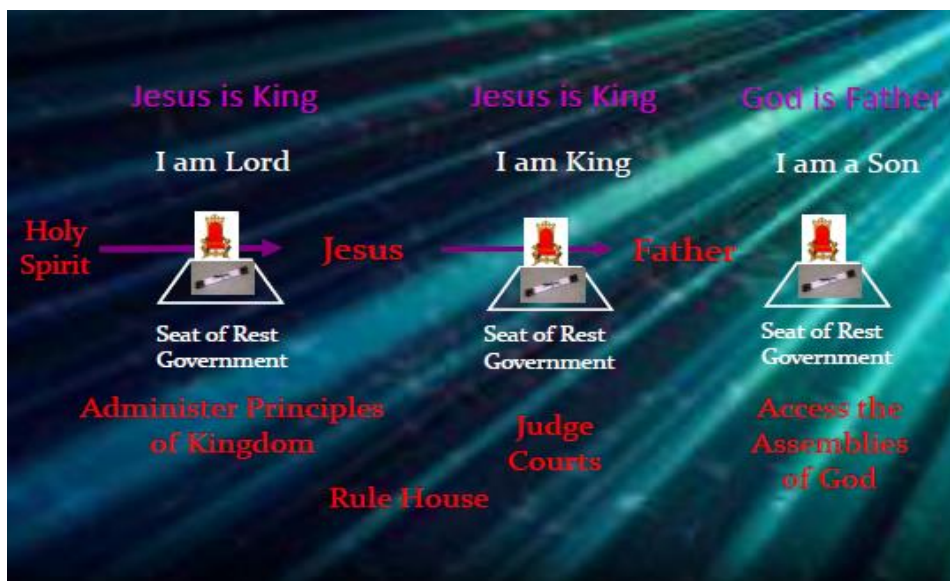 Jesus is King
Jesus is King
God is Father
I am Lord
I am King
I am a Son
Holy
Spirit
Jesus
Father
Seat of Rest
Government
Seat of Rest
Government
Seat of Rest
Government
Administer Principles
of Kingdom
Judge
Courts
Access the
Assemblies
of God
Rule House